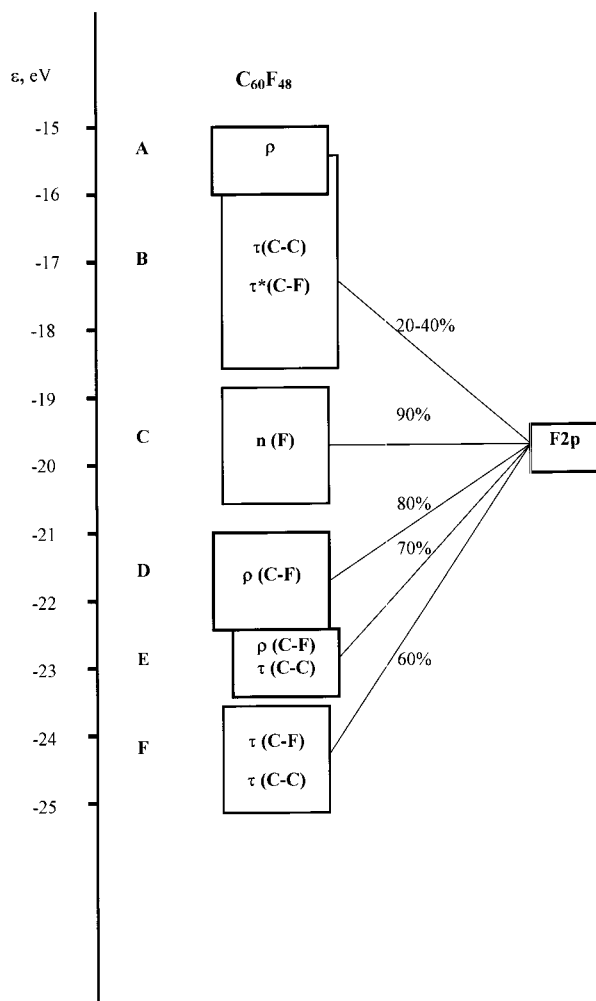 ε, eV
C₆₀F₄₈
-15
A
ρ
-16
B
τ(C-C)
-17
τ*(C-F)
20-40%
-18
-19
90%
C
n (F)
F2p
-20
80%
-21
70%
D
ρ (C-F)
-22
ρ (C-F)
E
τ (C-C)
60%
-23
-24
τ (C-F)
F
τ (C-C)
-25